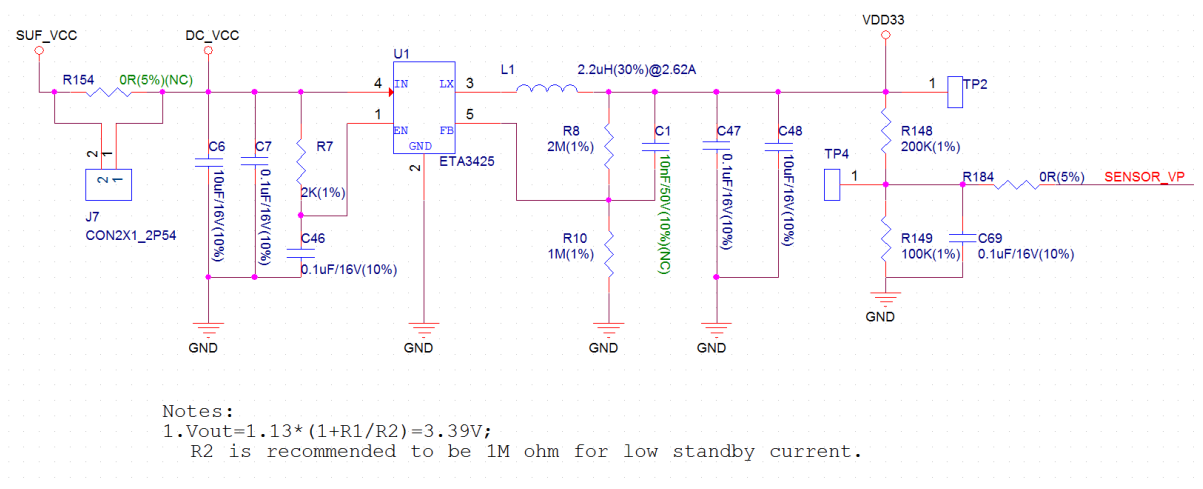 SUF_VCC
DC_VCC
R154
0R(5%)(NC)
2
1
2
1
J7
CON2X1_2P54
C6
10uF/16V(10%)
C7
0.1uF/16V(10%)
R7
2K(1%)
C46
0.1uF/16V(10%)
GND
U1
4
IN
LX
3
1
EN
FB
5
GND
ETA3425
2
GND
L1
2.2uH(30%)@2.62A
R8
2M(1%)
C1
10nF/50V(10%)(NC)
R10
1M(1%)
GND
C47
0.1uF/16V(10%)
C48
10uF/16V(10%)
GND
VDD33
1
TP2
R148
200K(1%)
TP4
1
R184
0R(5%)
SENSOR_VP
R149
100K(1%)
C69
0.1uF/16V(10%)
GND
Notes:
1.Vout=1.13*(1+R1/R2)=3.39V;
R2 is recommended to be 1M ohm for low standby current.